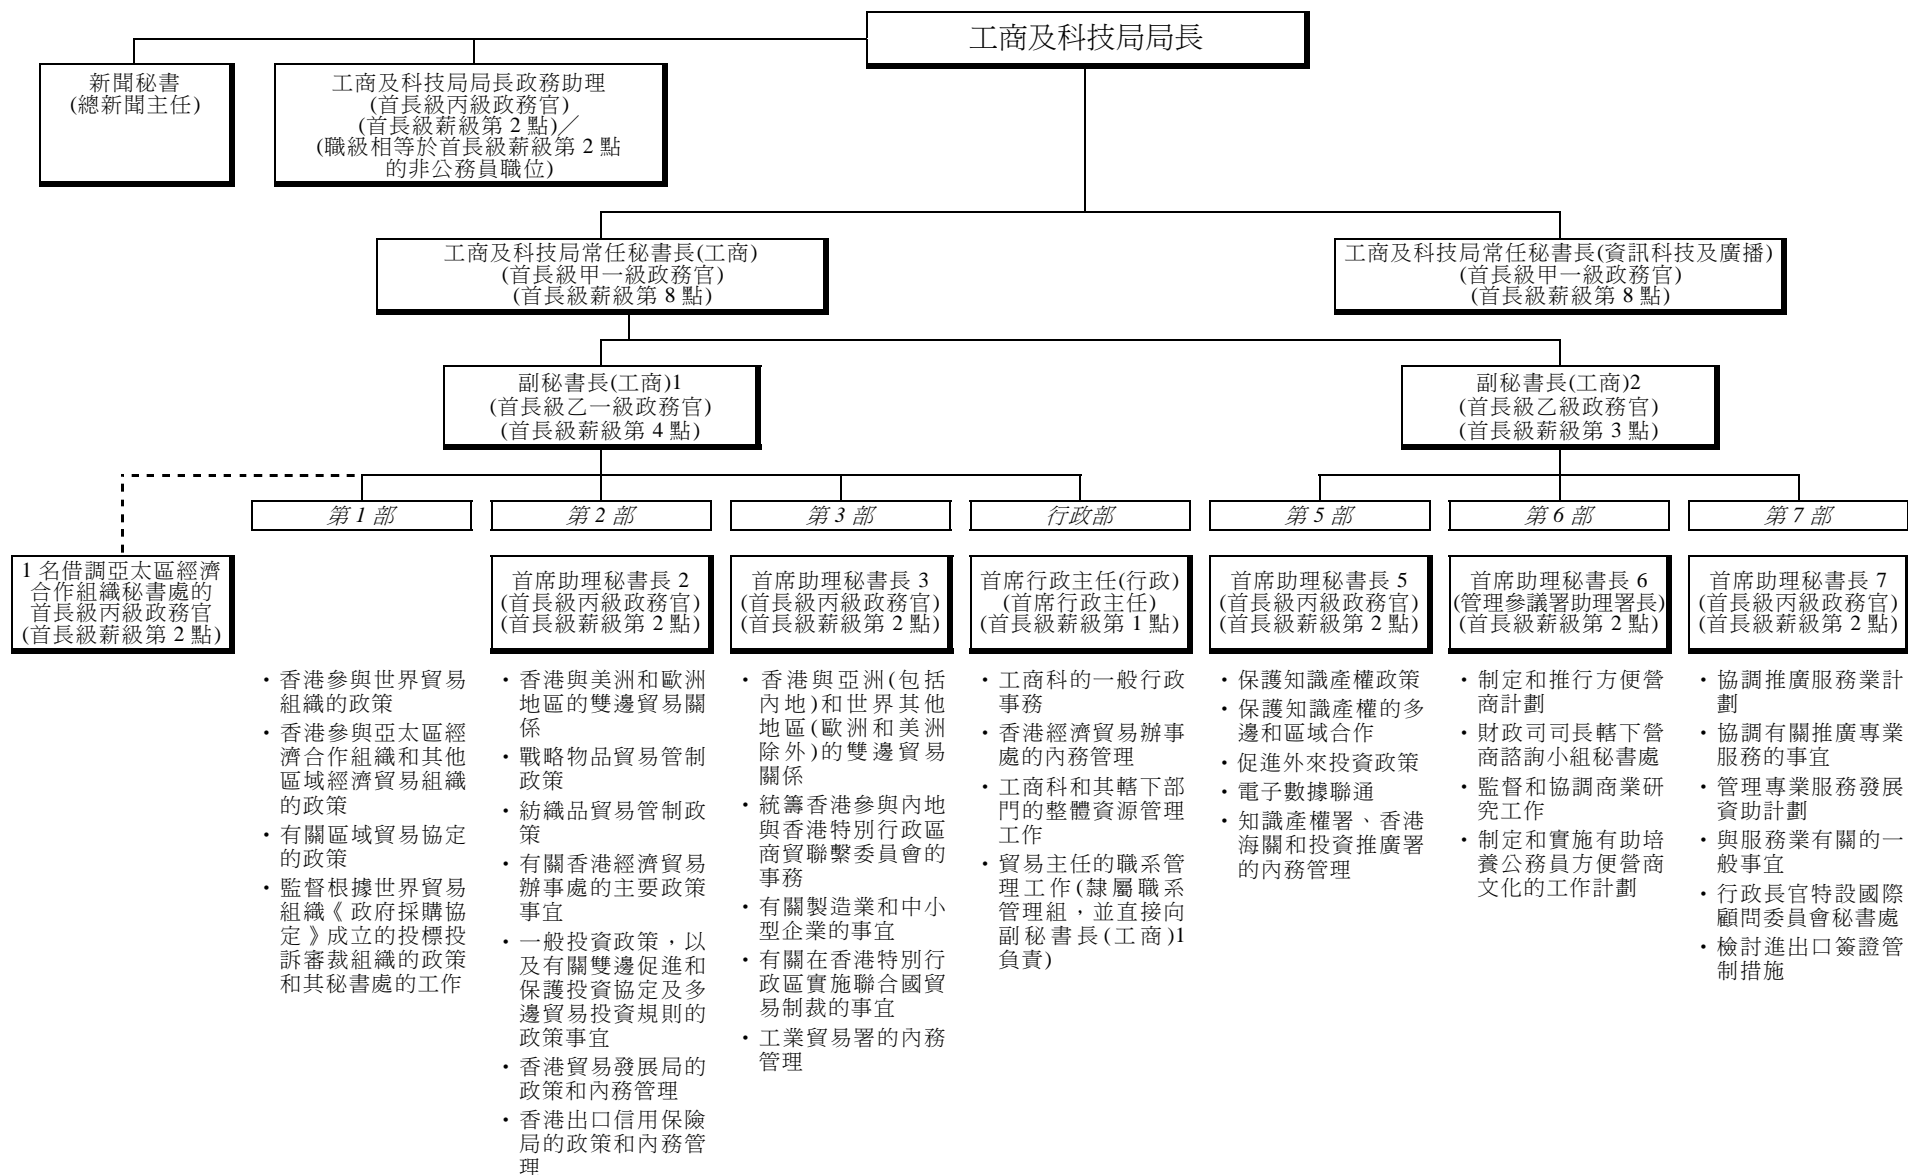 工商及科技局局長
新聞秘書
(總新聞主任)
工商及科技局局長政務助理
(首長級丙級政務官)
(首長級薪級第 2 點)／
(職級相等於首長級薪級第 2 點
的非公務員職位)
工商及科技局常任秘書長(工商)
(首長級甲一級政務官)
(首長級薪級第 8 點)
工商及科技局常任秘書長(資訊科技及廣播)
(首長級甲一級政務官)
(首長級薪級第 8 點)
副秘書長(工商)1
(首長級乙一級政務官)
(首長級薪級第 4 點)
副秘書長(工商)2
(首長級乙級政務官)
(首長級薪級第 3 點)
1 名借調亞太區經濟
合作組織秘書處的
首長級丙級政務官
(首長級薪級第 2 點)
第 1 部
・香港參與世界貿易
組織的政策
・香港參與亞太區經
濟合作組織和其他
區域經濟貿易組織
的政策
・有關區域貿易協定
的政策
・監督根據世界貿易
組織《政府採購協
定》成立的投標投
訴審裁組織的政策
和其秘書處的工作
第 2 部
首席助理秘書長 2
(首長級丙級政務官)
(首長級薪級第 2 點)
・香港與美洲和歐洲
地區的雙邊貿易關
係
・戰略物品貿易管制
政策
・紡織品貿易管制政
策
・有關香港經濟貿易
辦事處的主要政策
事宜
・一般投資政策，以
及有關雙邊促進和
保護投資協定及多
邊貿易投資規則的
政策事宜
・香港貿易發展局的
政策和內務管理
・香港出口信用保險
局的政策和內務管
理
第 3 部
首席助理秘書長 3
(首長級丙級政務官)
(首長級薪級第 2 點)
・香港與亞洲(包括
內地)和世界其他
地區(歐洲和美洲
除外)的雙邊貿易
關係
・統籌香港參與內地
與香港特別行政區
商貿聯繫委員會的
事務
・有關製造業和中小
型企業的事宜
・有關在香港特別行
政區實施聯合國貿
易制裁的事宜
・工業貿易署的內務
管理
行政部
首席行政主任(行政)
(首席行政主任)
(首長級薪級第 1 點)
・工商科的一般行政
事務
・香港經濟貿易辦事
處的內務管理
・工商科和其轄下部
門的整體資源管理
工作
・貿易主任的職系管
理工作(隸屬職系
管理組，並直接向
副秘書長(工商)1
負責)
第 5 部
首席助理秘書長 5
(首長級丙級政務官)
(首長級薪級第 2 點)
・保護知識產權政策
・保護知識產權的多
邊和區域合作
・促進外來投資政策
・電子數據聯通
・知識產權署、香港
海關和投資推廣署
的內務管理
第 6 部
首席助理秘書長 6
(管理參議署助理署長)
(首長級薪級第 2 點)
・制定和推行方便營
商計劃
・財政司司長轄下營
商諮詢小組秘書處
・監督和協調商業研
究工作
・制定和實施有助培
養公務員方便營商
文化的工作計劃
第 7 部
首席助理秘書長 7
(首長級丙級政務官)
(首長級薪級第 2 點)
・協調推廣服務業計
劃
・協調有關推廣專業
服務的事宜
・管理專業服務發展
資助計劃
・與服務業有關的一
般事宜
・行政長官特設國際
顧問委員會秘書處
・檢討進出口簽證管
制措施